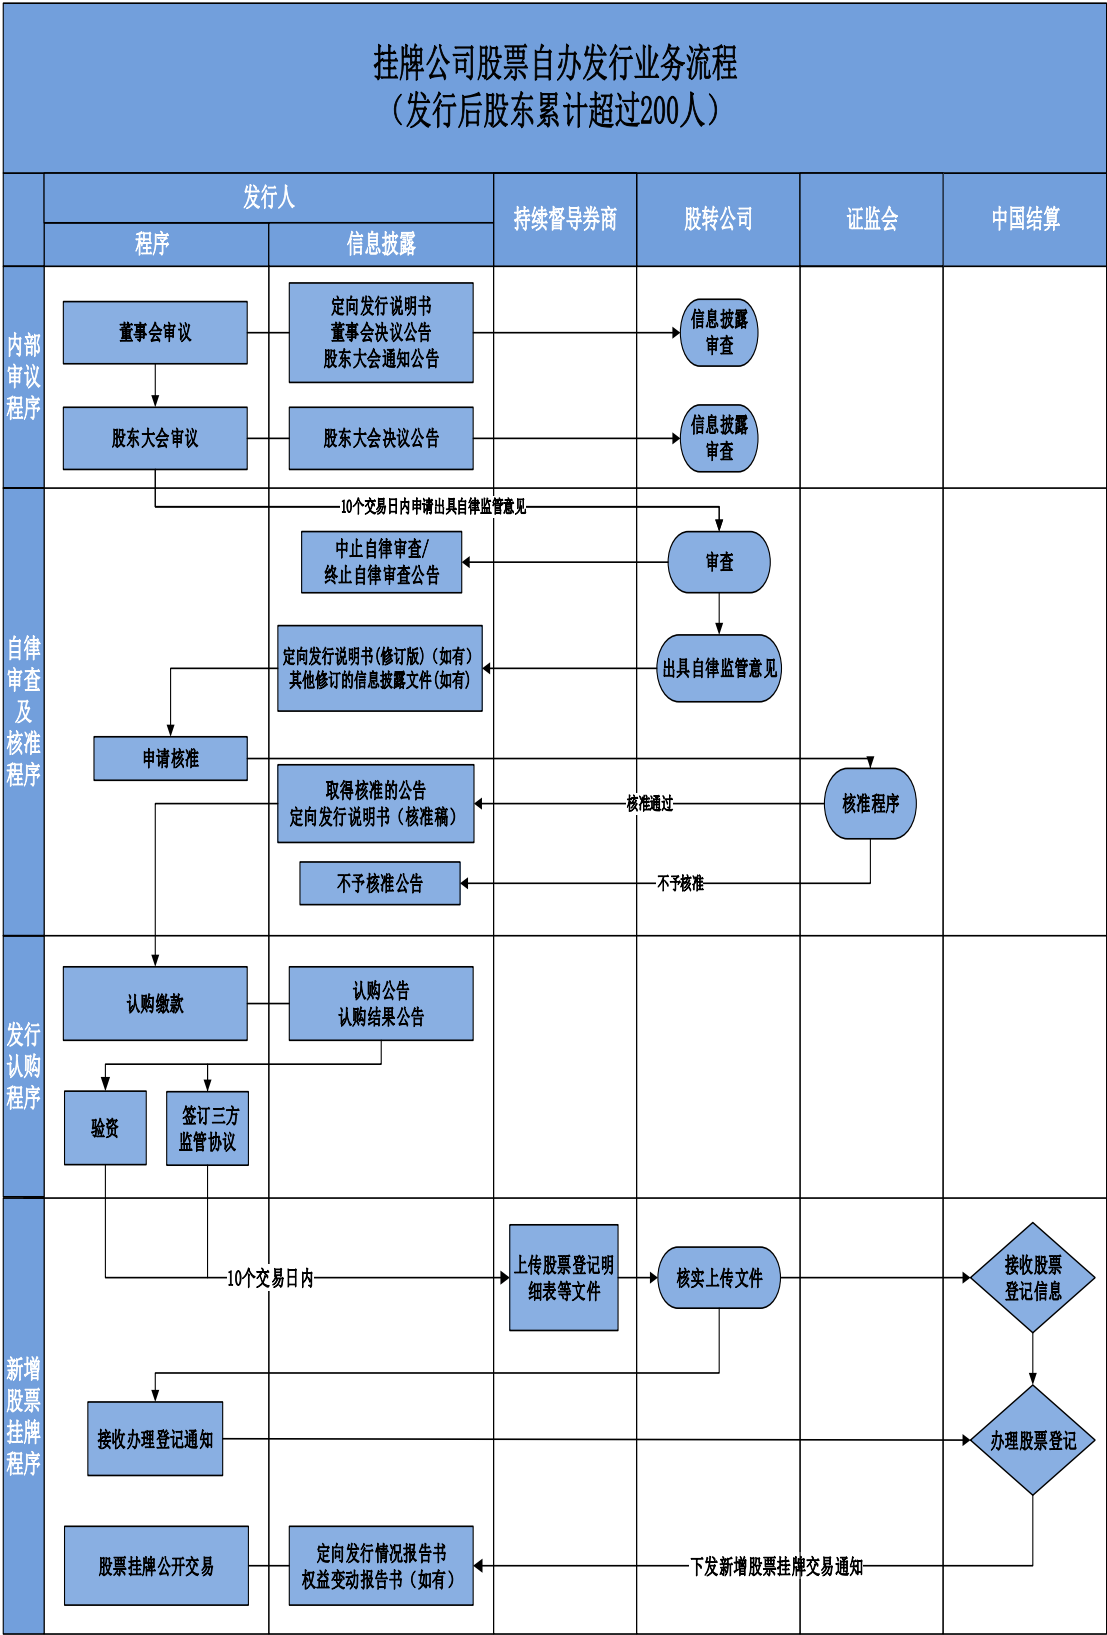 挂牌公司股票自办发行业务流程
（发行后股东累计超过200人）
发行人
持续督导券商
股转公司
证监会
中国结算
程序
信息披露
内部
审议
程序
董事会审议
定向发行说明书
董事会决议公告
股东大会通知公告
信息披露
审查
股东大会审议
股东大会决议公告
信息披露
审查
自律
审查
及
核准
程序
10个交易日内申请出具自律监管意见
中止自律审查/
终止自律审查公告
审查
定向发行说明书(修订版)（如有）
其他修订的信息披露文件(如有)
出具自律监管意见
申请核准
取得核准的公告
定向发行说明书（核准稿）
核准通过
核准程序
不予核准公告
不予核准
发行
认购
程序
认购缴款
认购公告
认购结果公告
验资
签订三方
监管协议
新增
股票
挂牌
程序
10个交易日内
上传股票登记明
细表等文件
核实上传文件
接收股票
登记信息
接收办理登记通知
办理股票登记
股票挂牌公开交易
定向发行情况报告书
权益变动报告书（如有）
下发新增股票挂牌交易通知